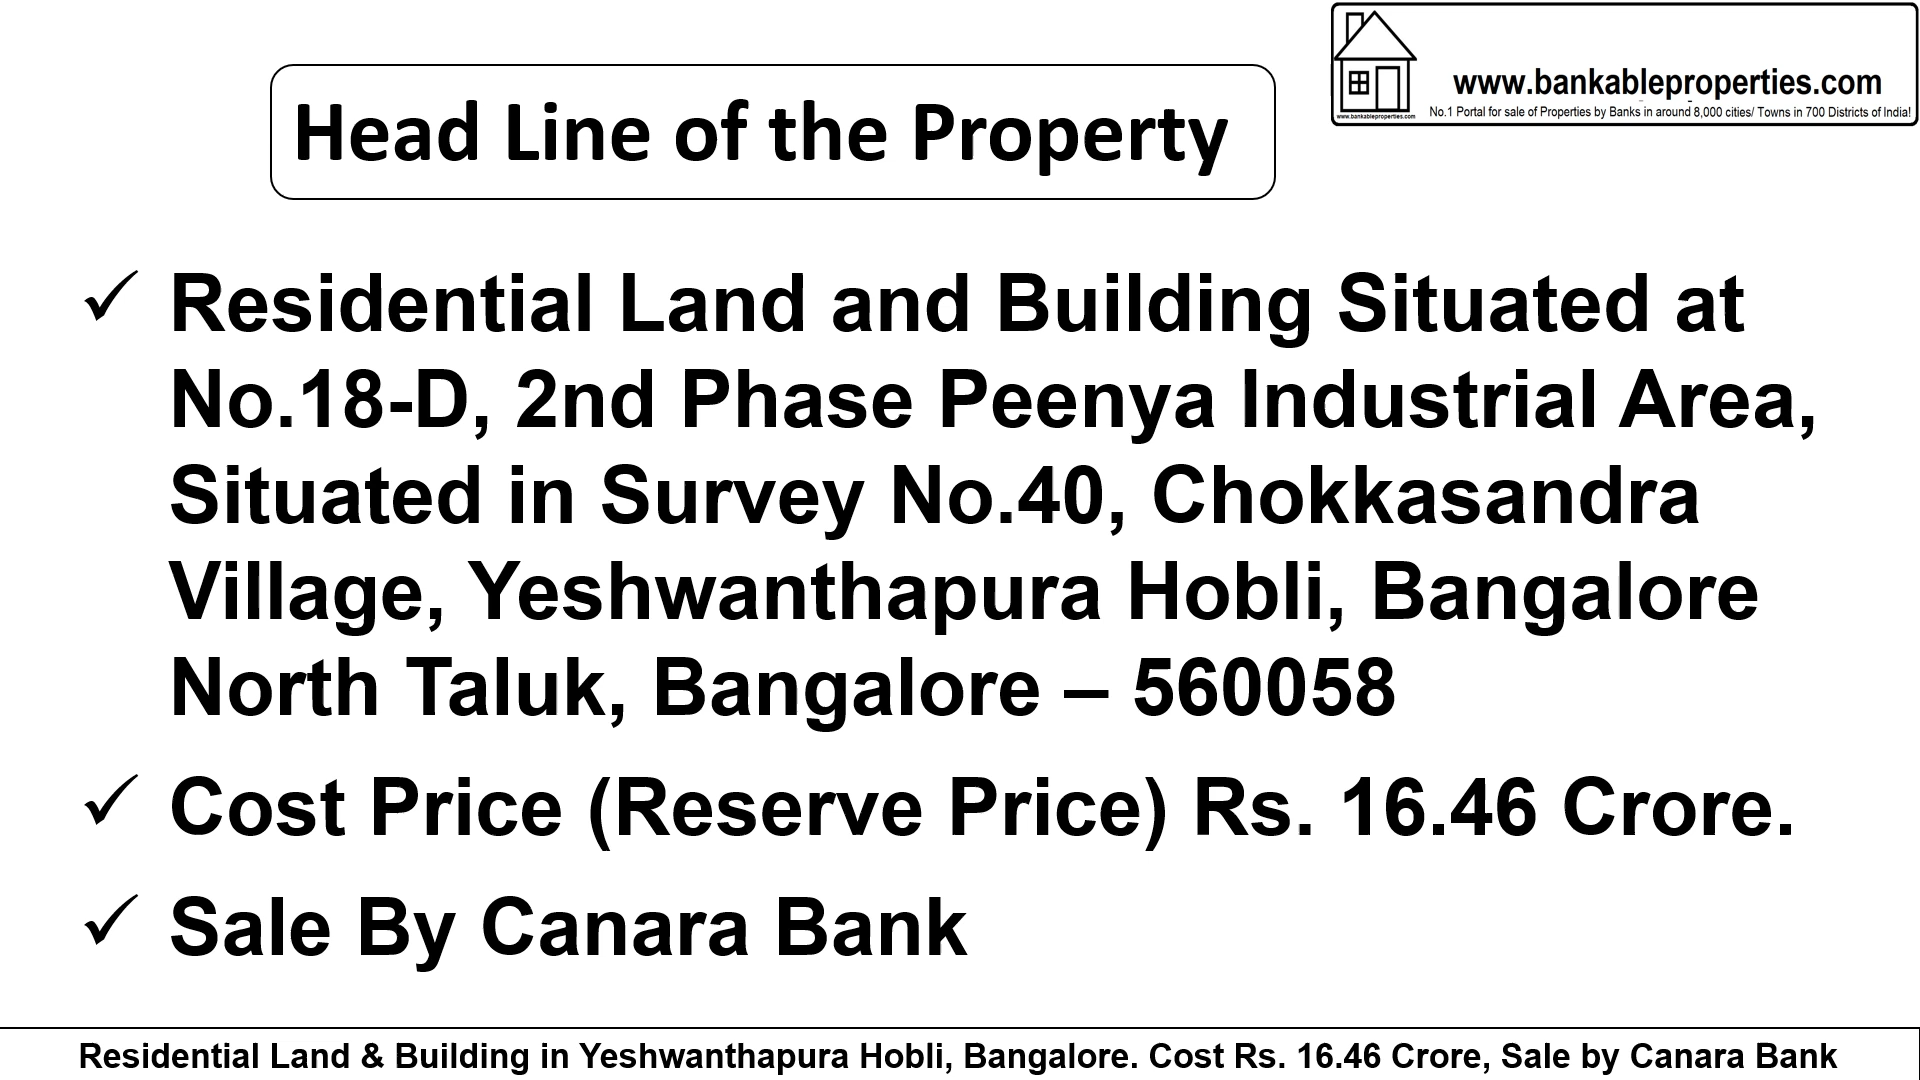 www.bankableproperties.com
No.1 Portal for sale of Properties by Banks in around 8,000 cities/ Towns in 700 Districts of India!
www.bankableproperties.com
Head Line of the Property
✓ Residential Land and Building Situated at
No.18-D, 2nd Phase Peenya Industrial Area,
Situated in Survey No.40, Chokkasandra
Village, Yeshwanthapura Hobli, Bangalore
North Taluk, Bangalore – 560058
✓ Cost Price (Reserve Price) Rs. 16.46 Crore.
✓ Sale By Canara Bank
Residential Land & Building in Yeshwanthapura Hobli, Bangalore. Cost Rs. 16.46 Crore, Sale by Canara Bank